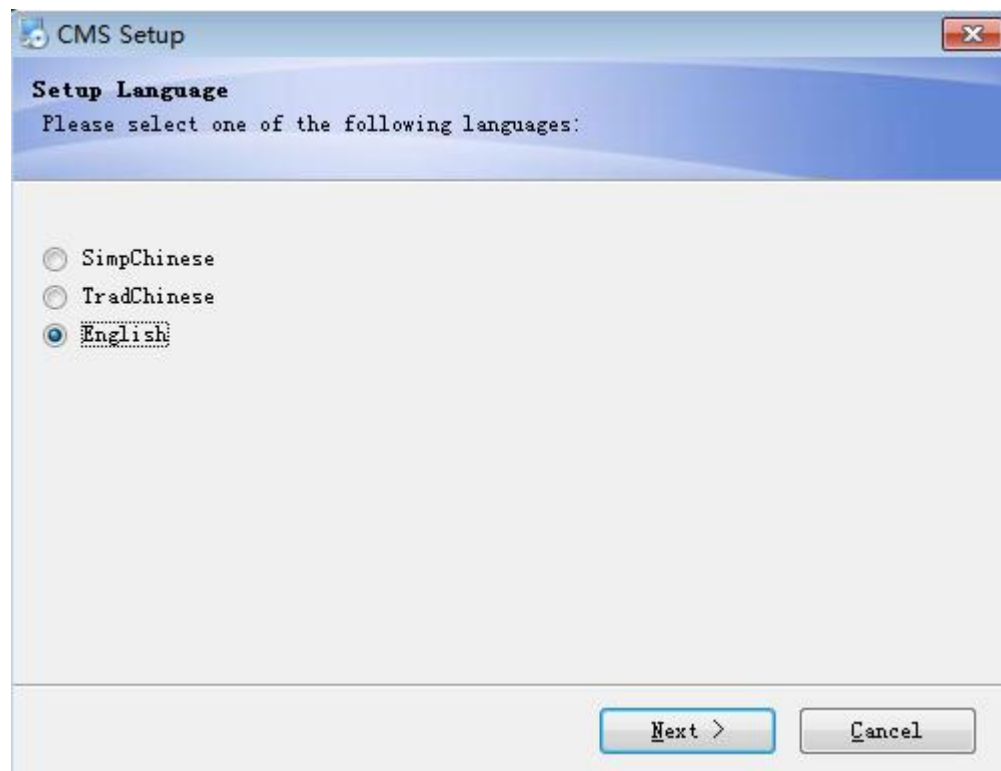 CMS Setup
Setup Language
Please select one of the following languages:
SimpChinese
TradChinese
English
Next >
Cancel